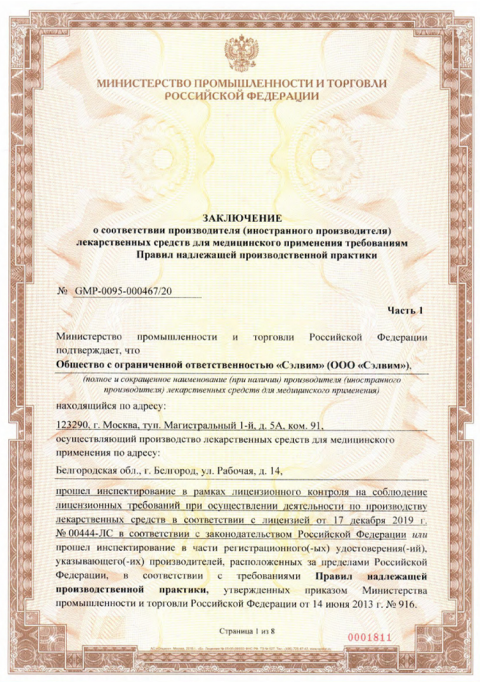 МИНИСТЕРСТВО ПРОМЫШЛЕННОСТИ И ТОРГОВЛИ
РОССИЙСКОЙ ФЕДЕРАЦИИ
ЗАКЛЮЧЕНИЕ
о соответствии производителя (иностранного производителя)
лекарственных средств для медицинского применения требованиям
Правил надлежащей производственной практики
№ GMP-0095-000467/20
Часть 1
Министерство промышленности и торговли Российской Федерации
подтверждает, что
Общество с ограниченной ответственностью «Сэлвим» (ООО «Сэлвим»),
(полное и сокращенное наименование (при наличии) производителя (иностранного
производителя) лекарственных средств для медицинского применения)
находящийся по адресу:
123290, г. Москва, туп. Магистральный 1-й, д. 5А, ком. 91,
осуществляющий производство лекарственных средств для медицинского
применения по адресу:
Белгородская обл., г. Белгород, ул. Рабочая, д. 14,
прошел инспектирование в рамках лицензионного контроля на соблюдение
лицензионных требований при осуществлении деятельности по производству
лекарственных средств в соответствии с лицензией от 17 декабря 2019 г.
№ 00444-ЛС в соответствии с законодательством Российской Федерации или
прошел инспектирование в части регистрационного(-ых) удостоверения(-ий),
указывающего(-их) производителей, расположенных за пределами Российской
Федерации, в соответствии с требованиями Правил надлежащей
производственной практики, утвержденных приказом Министерства
промышленности и торговли Российской Федерации от 14 июня 2013 г. № 916.
Страница 1 из 8
0001811